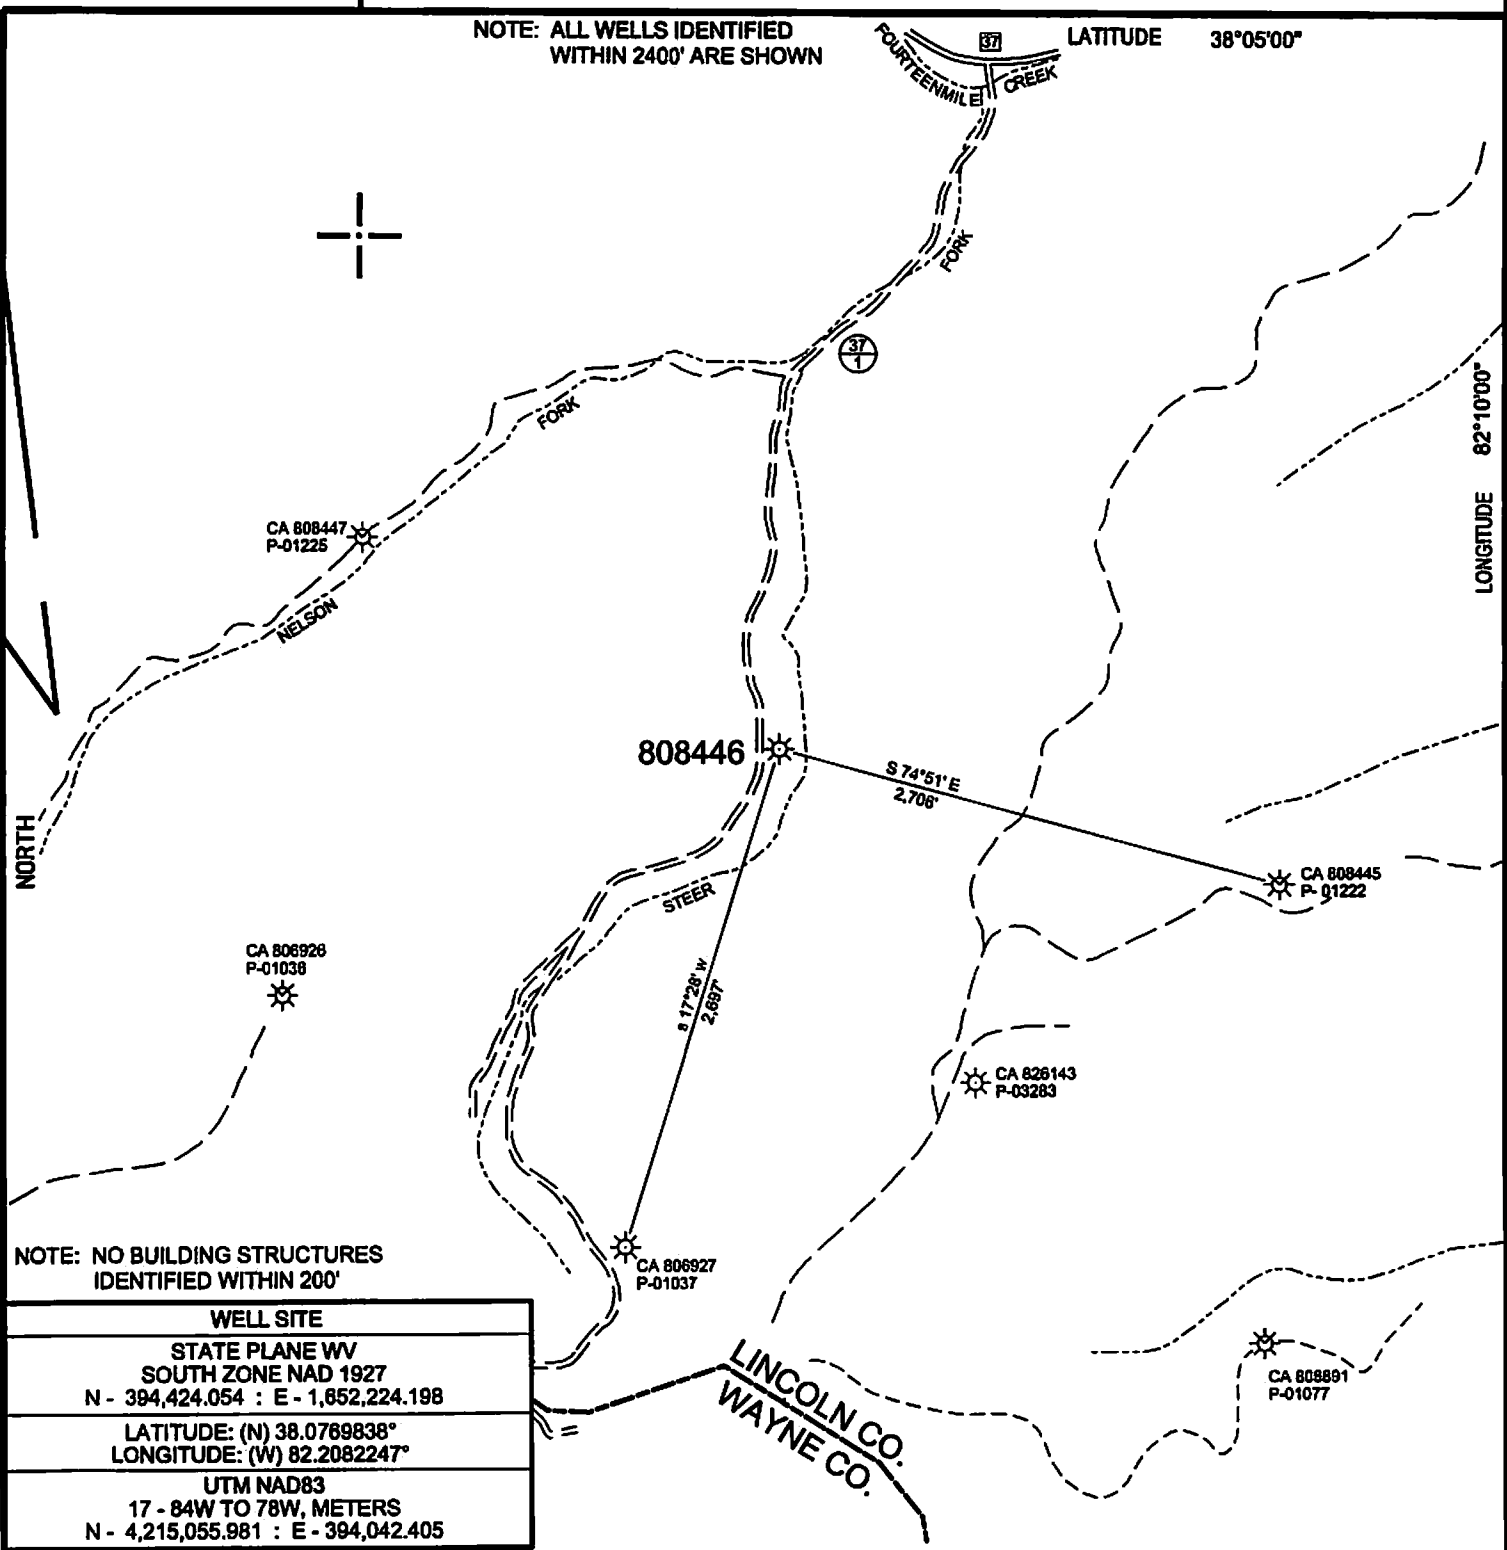 NOTE: ALL WELLS IDENTIFIED
WITHIN 2400' ARE SHOWN
FOURTEENMILE CREEK
37
LATITUDE 38°05'00"
FORK
37
1
LONGITUDE 82°10'00"
FORK
CA 808447
P-01225
NELSON
808446
S 74°51' E
2,706'
NORTH
CA 808445
P- 01222
STEER
CA 806926
P-01036
S 17°28' W
2,697'
CA 826143
P-03283
NOTE: NO BUILDING STRUCTURES
IDENTIFIED WITHIN 200'
CA 806927
P-01037
WELL SITE
STATE PLANE WV
SOUTH ZONE NAD 1927
N - 394,424.054 : E - 1,652,224.198
LATITUDE: (N) 38.0769838°
LONGITUDE: (W) 82.2082247°
UTM NAD83
17 - 84W TO 78W, METERS
N - 4,215,055.981 : E - 394,042.405
LINCOLN CO.
WAYNE CO.
CA 808891
P-01077